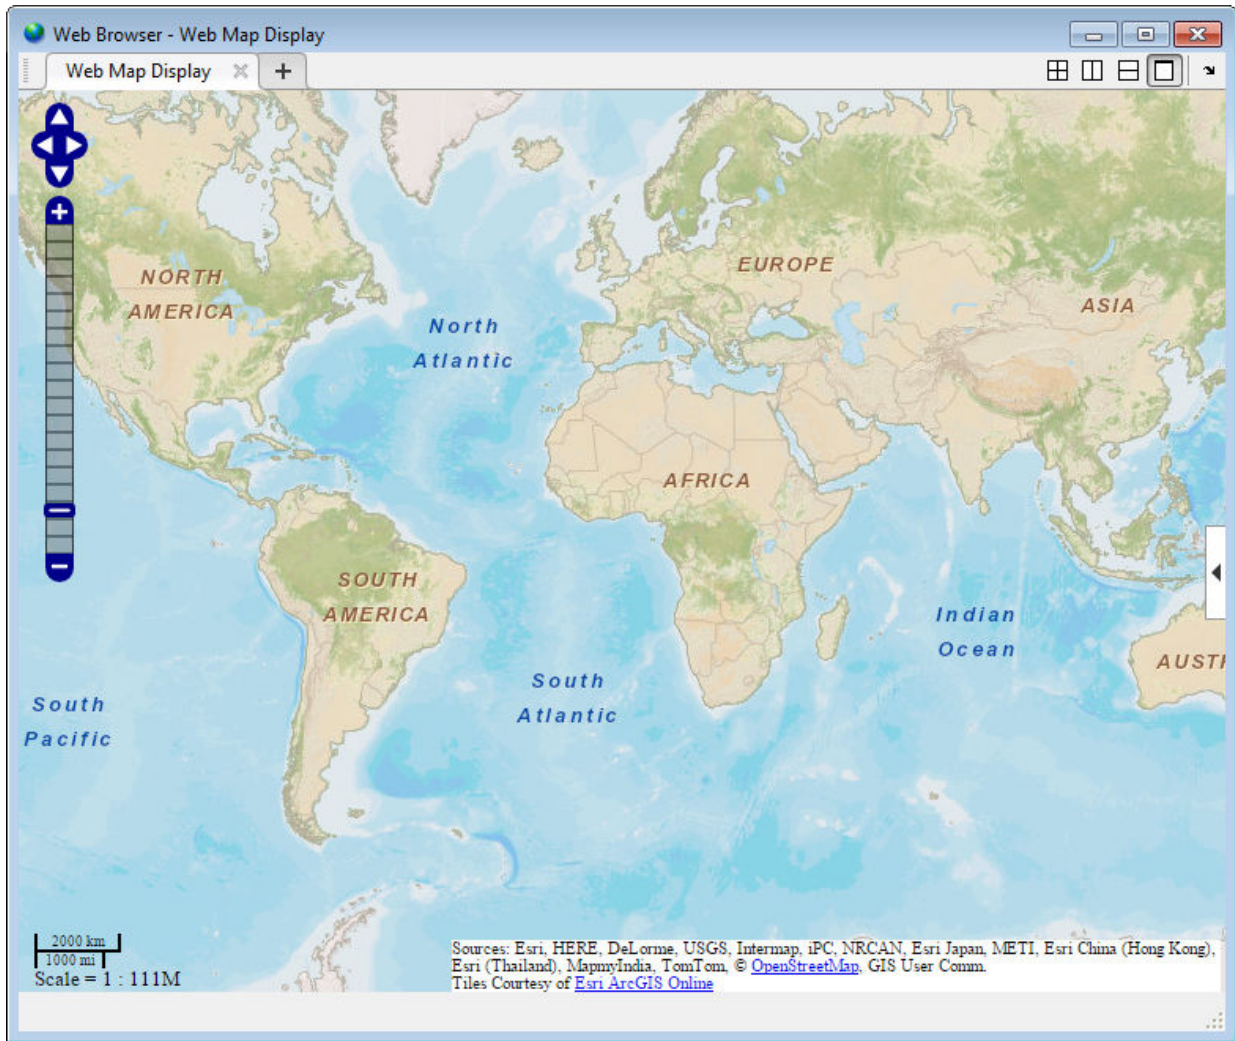 Web Browser - Web Map Display
Web Map Display
NORTH
AMERICA
EUROPE
ASIA
North
Atlantic
AFRICA
SOUTH
AMERICA
Indian
Ocean
AUSTR
South
Atlantic
South
Pacific
2000 km
1000 mi
Scale = 1 : 111M
Sources: Esri, HERE, DeLorme, USGS, Intermap, iPC, NRCAN, Esri Japan, METI, Esri China (Hong Kong),
Esri (Thailand), MapmyIndia, TomTom, © OpenStreetMap, GIS User Comm.
Tiles Courtesy of Esri ArcGIS Online